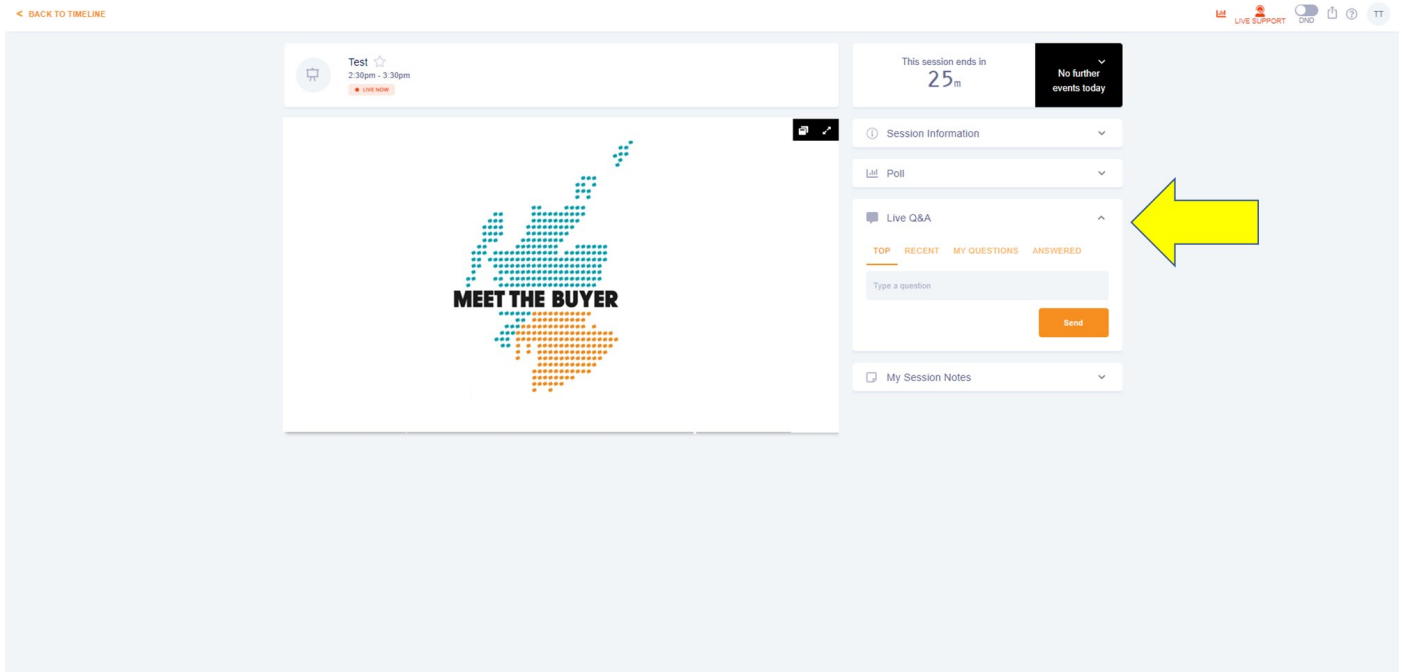 < BACK TO TIMELINE
LIVE SUPPORT
DND
TT
Test
2:30pm - 3:30pm
LIVE NOW
This session ends in
25m
No further
events today
Session Information
Poll
Live Q&A
TOP RECENT MY QUESTIONS ANSWERED
Type a question
Send
My Session Notes
MEET THE BUYER